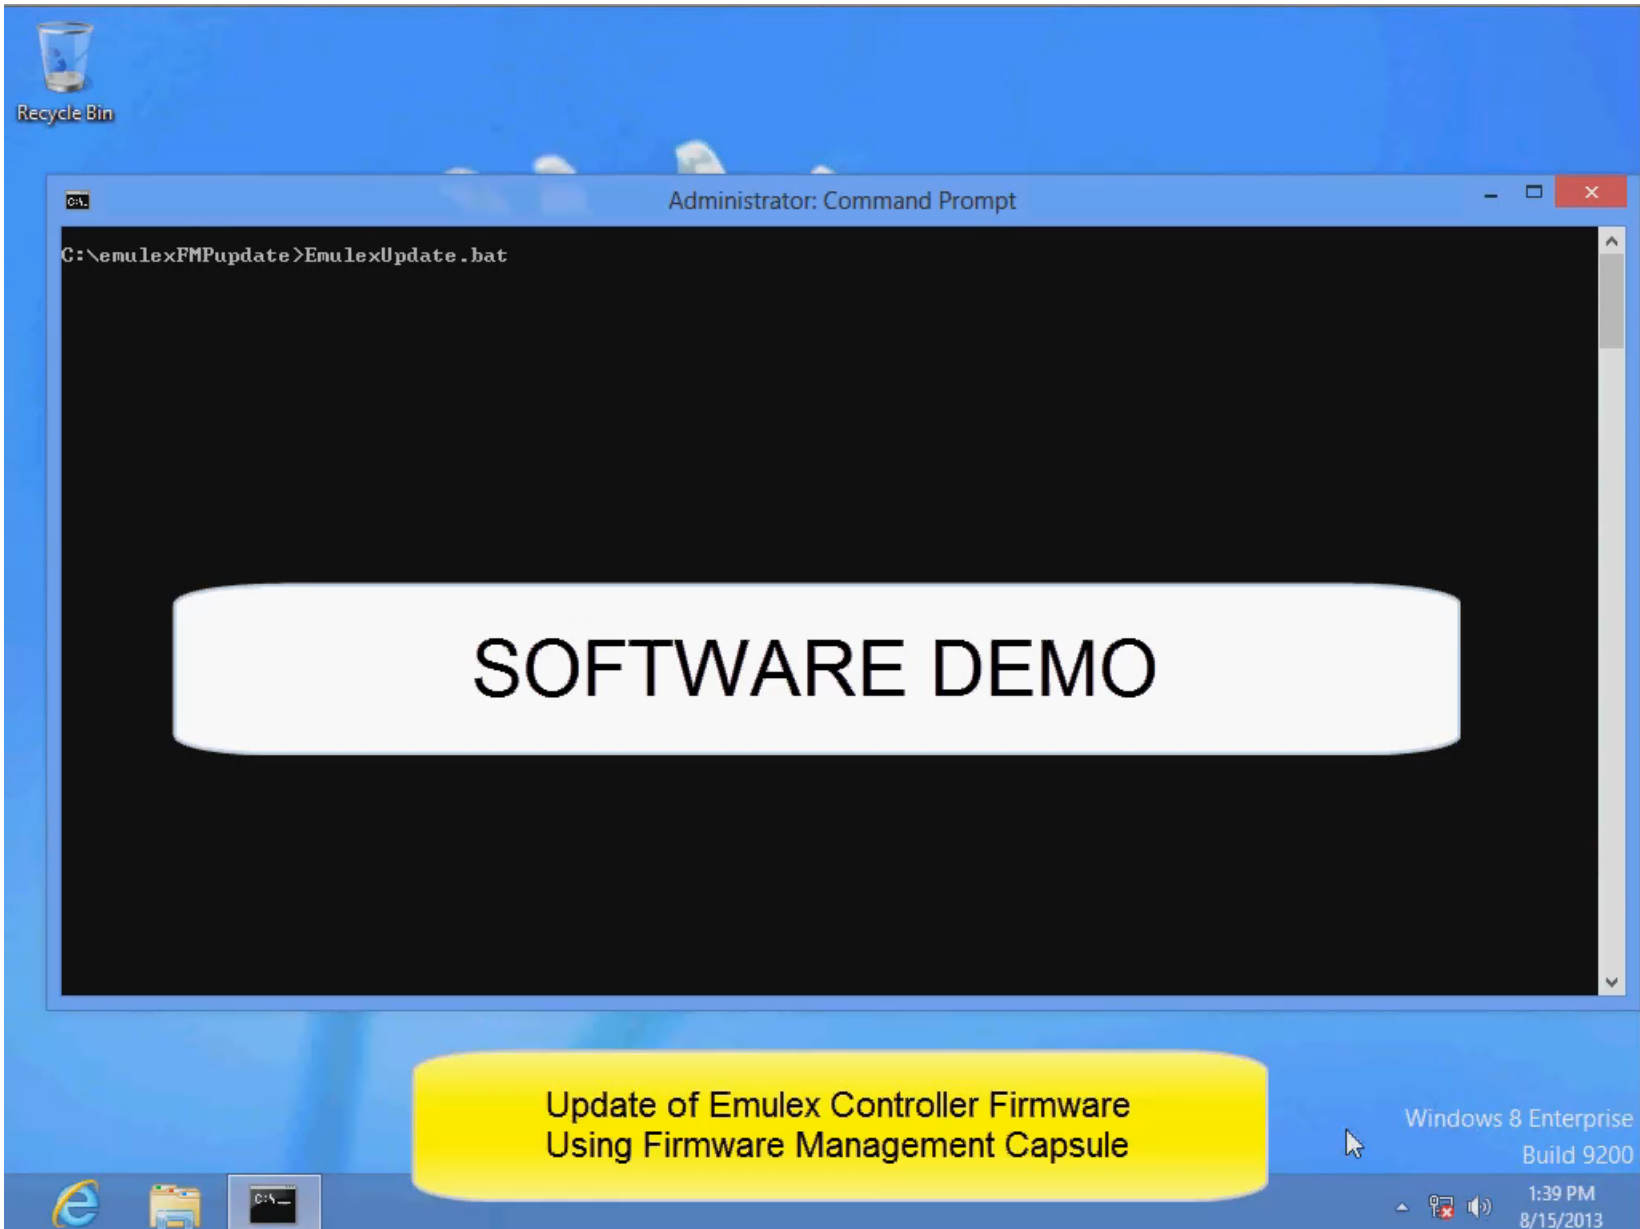 Recycle Bin
Administrator: Command Prompt
C:\emulexFMPupdate>EmulexUpdate.bat
SOFTWARE DEMO
Update of Emulex Controller Firmware
Using Firmware Management Capsule
Windows 8 Enterprise
Build 9200
C:\_
1:39 PM
8/15/2013